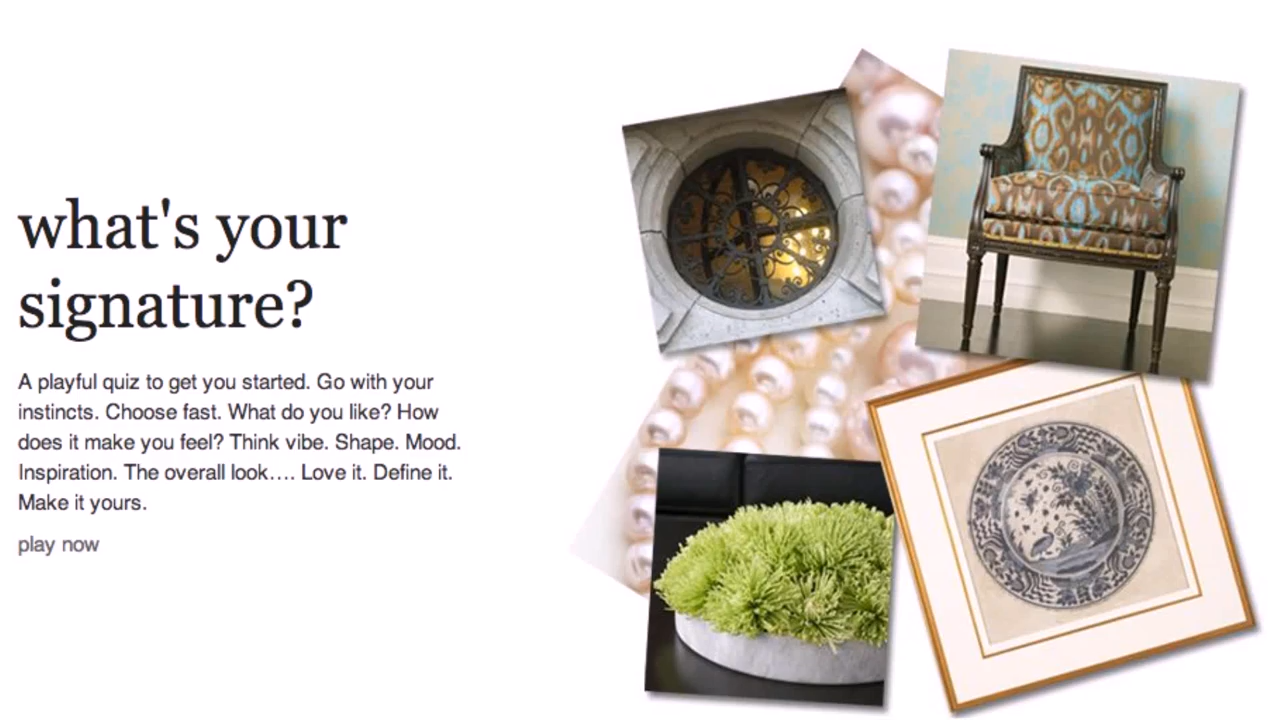 what's your
signature?
A playful quiz to get you started. Go with your
instincts. Choose fast. What do you like? How
does it make you feel? Think vibe. Shape. Mood.
Inspiration. The overall look.... Love it. Define it.
Make it yours.
play now